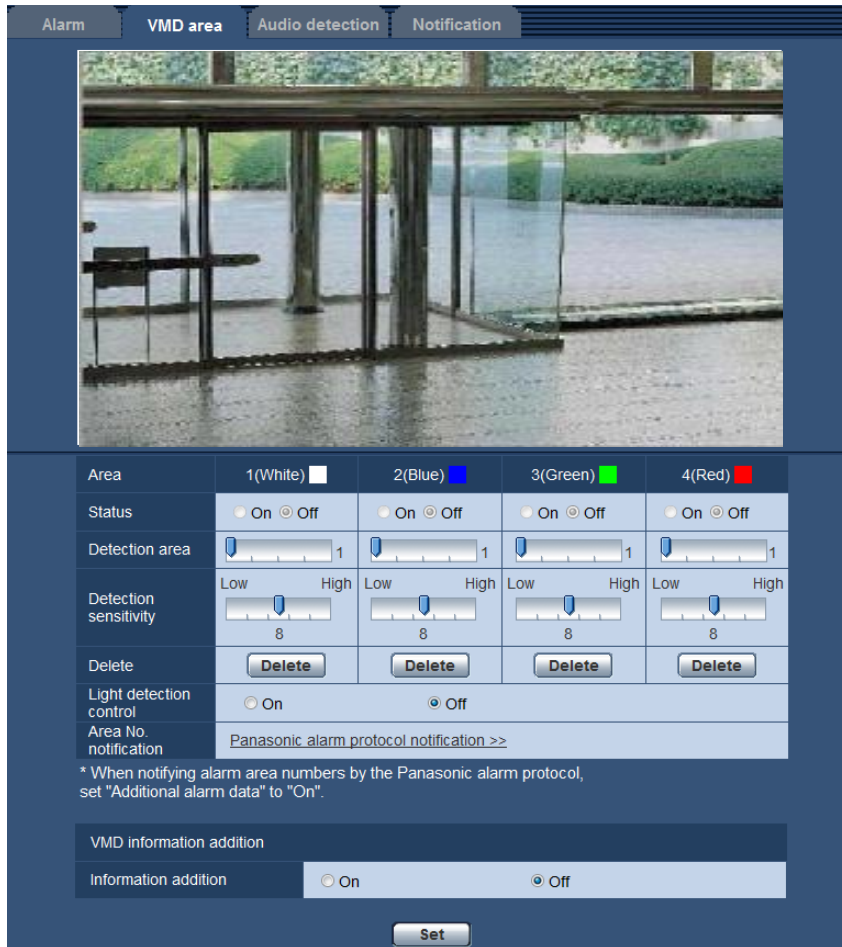 Alarm VMD area Audio detection Notification
Area 1(White) 2(Blue) 3(Green) 4(Red)
Status On Off On Off On Off On Off
Detection area 1 1 1 1
Detection sensitivity Low High Low High Low High Low High
8 8 8 8
Delete Delete Delete Delete Delete
Light detection control On Off
Area No. notification Panasonic alarm protocol notification >>
* When notifying alarm area numbers by the Panasonic alarm protocol,
set "Additional alarm data" to "On".
VMD information addition
Information addition On Off
Set